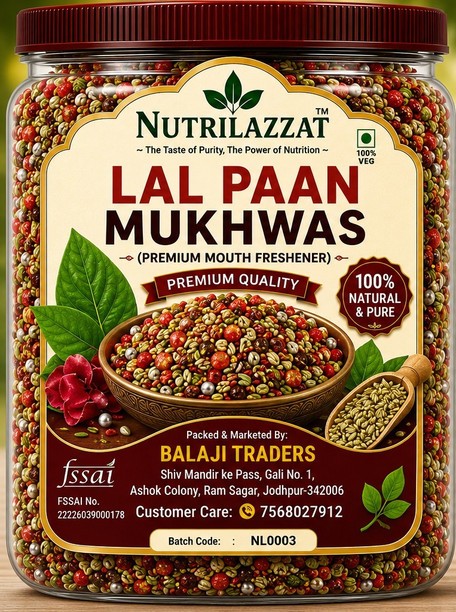 NUTRILAZZAT™
~ The Taste of Purity, The Power of Nutrition ~
100%
VEG
LAL PAAN
MUKHWAS
(PREMIUM MOUTH FRESHENER)
PREMIUM QUALITY
100%
NATURAL
& PURE
Packed & Marketed By:
BALAJI TRADERS
Shiv Mandir ke Pass, Gali No. 1,
Ashok Colony, Ram Sagar, Jodhpur-342006
Customer Care: 7568027912
fssai
FSSAI No.
22226039000178
Batch Code: : NL0003